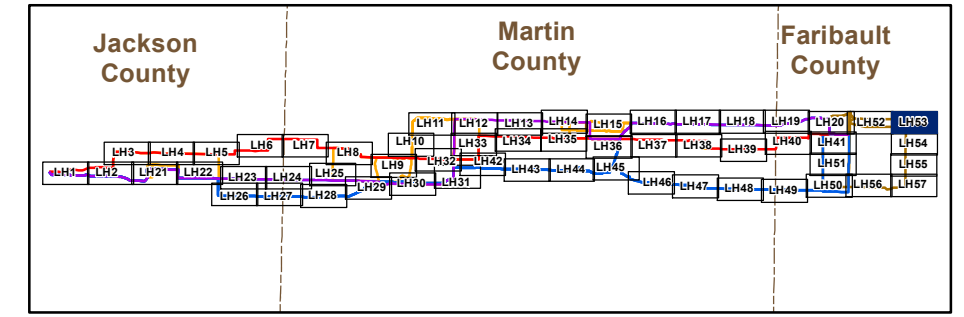 Jackson
County
Martin
County
Faribault
County
LH11 LH12 LH13 LH14 LH15 LH16 LH17 LH18 LH19 LH20 LH52 LH53
LH3 LH4 LH5 LH6 LH7 LH8 LH10 LH33 LH34 LH35 LH36 LH37 LH38 LH39 LH40 LH41 LH54
LH1 LH2 LH21 LH22 LH23 LH24 LH25 LH9 LH32 LH42 LH43 LH44 LH45 LH51 LH55
LH26 LH27 LH28 LH29 LH30 LH31 LH46 LH47 LH48 LH49 LH50 LH56 LH57